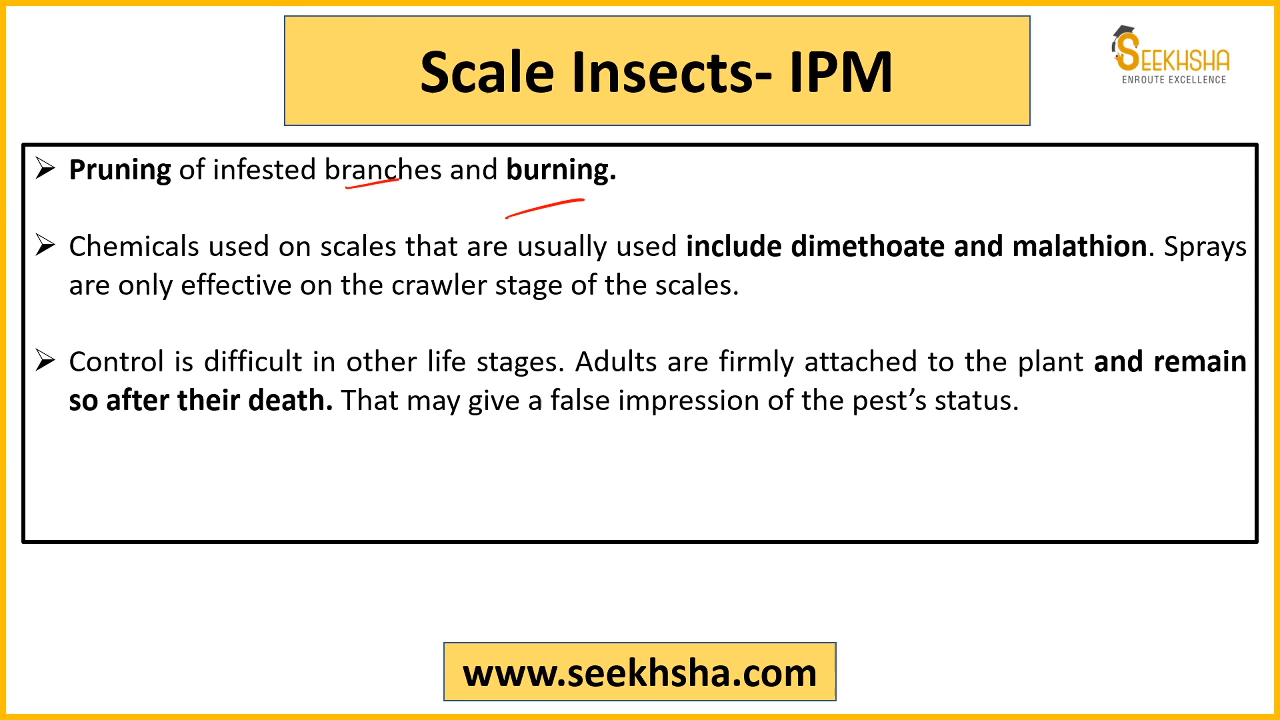 Scale Insects- IPM
SEEKHSHA
ENROUTE EXCELLENCE
➢ Pruning of infested branches and burning.
➢ Chemicals used on scales that are usually used include dimethoate and malathion. Sprays
are only effective on the crawler stage of the scales.
➢ Control is difficult in other life stages. Adults are firmly attached to the plant and remain
so after their death. That may give a false impression of the pest’s status.
www.seekhsha.com